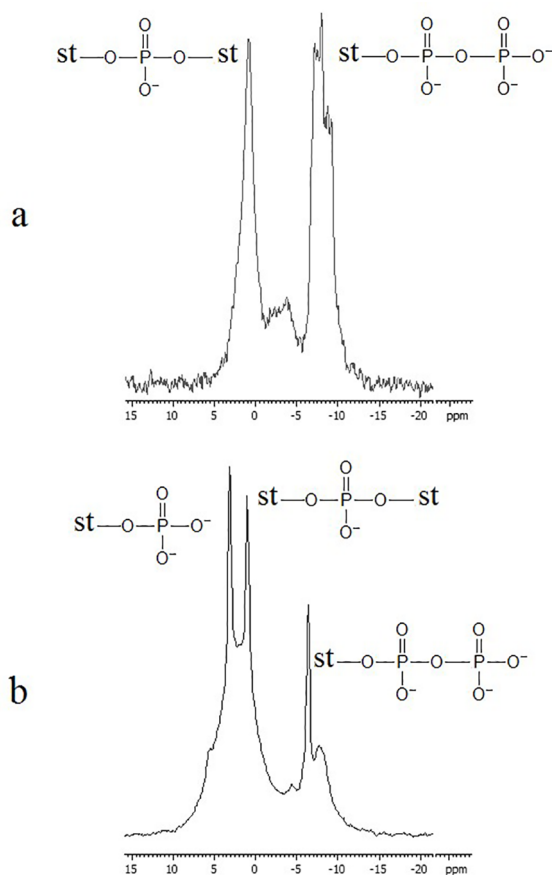 O
st—O—P—O—st
O⁻
O O
st—O—P—O—P—O⁻
O⁻ O⁻
a
15 10 5 0 -5 -10 -15 -20 ppm
O
st—O—P—O⁻
O⁻
O
st—O—P—O—st
O⁻
O O
st—O—P—O—P—O⁻
O⁻ O⁻
b
15 10 5 0 -5 -10 -15 -20 ppm